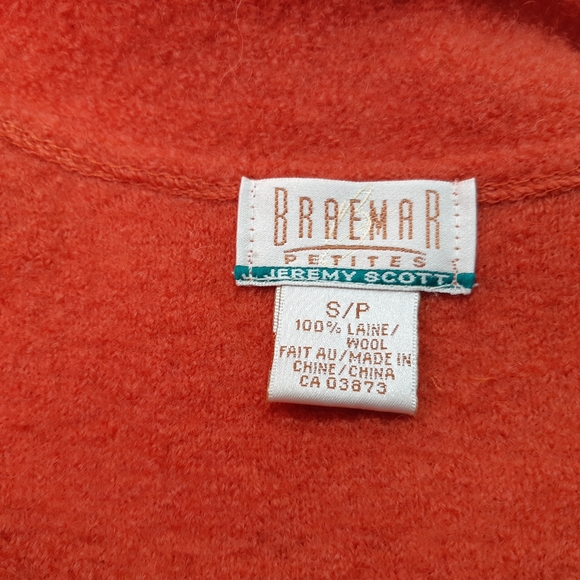 BRAEMAR
PETITES
JEREMY SCOTT
S/P
100% LAINE/
WOOL
FAIT AU/MADE IN
CHINE/CHINA
CA 03873